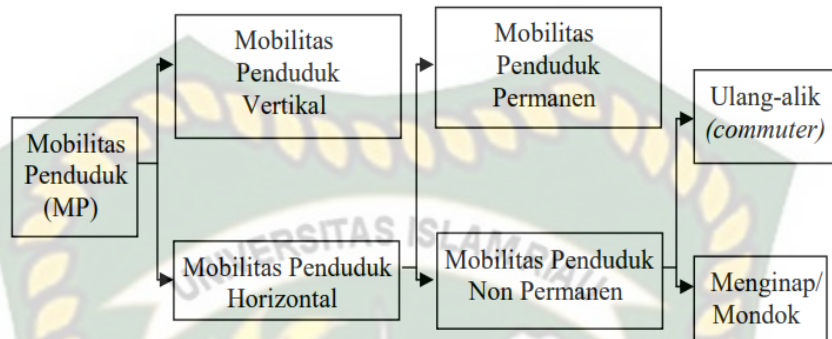 Mobilitas
Penduduk
(MP)
Mobilitas
Penduduk
Vertikal
Mobilitas Penduduk
Horizontal
Mobilitas
Penduduk
Permanen
Mobilitas Penduduk
Non Permanen
Ulang-alik
(commuter)
Menginap/
Mondok
UNIVERSITAS ISLAM RIAU